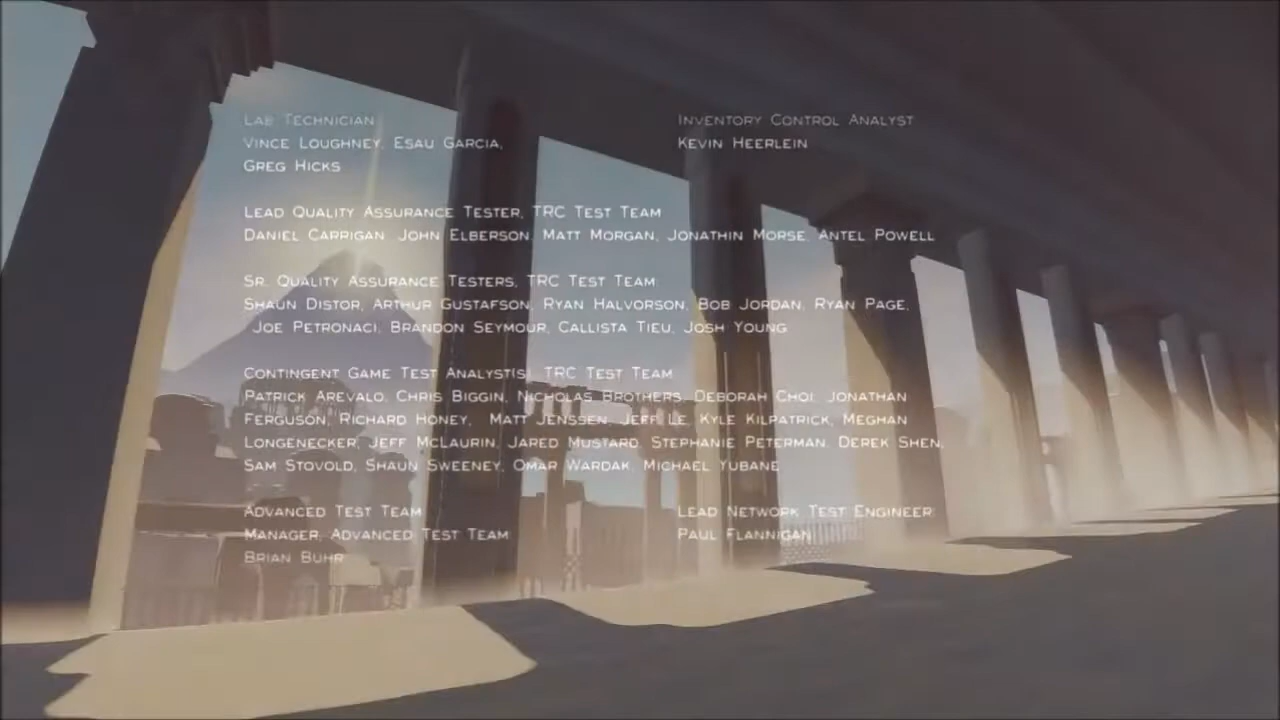 Lab Technician
Vince Loughney, Esau Garcia,
Greg Hicks
Inventory Control Analyst
Kevin Heerlein
Lead Quality Assurance Tester, TRC Test Team
Daniel Carrigan, John Elberson, Matt Morgan, Jonathin Morse, Antel Powell
Sr. Quality Assurance Testers, TRC Test Team
Shaun Distor, Arthur Gustafson, Ryan Halvorson, Bob Jordan, Ryan Page,
Joe Petronaci, Brandon Seymour, Callista Tieu, Josh Young
Contingent Game Test Analyst(s), TRC Test Team
Patrick Arevalo, Chris Biggin, Nicholas Brothers, Deborah Choi, Jonathan
Ferguson, Richard Honey, Matt Jenssen, Jeff Le, Kyle Kilpatrick, Meghan
Longenecker, Jeff McLaurin, Jared Mustard, Stephanie Peterman, Derek Shen,
Sam Stovold, Shaun Sweeney, Omar Wardak, Michael Yubane
Advanced Test Team
Manager, Advanced Test Team
Brian Buhr
Lead Network Test Engineer
Paul Flannigan